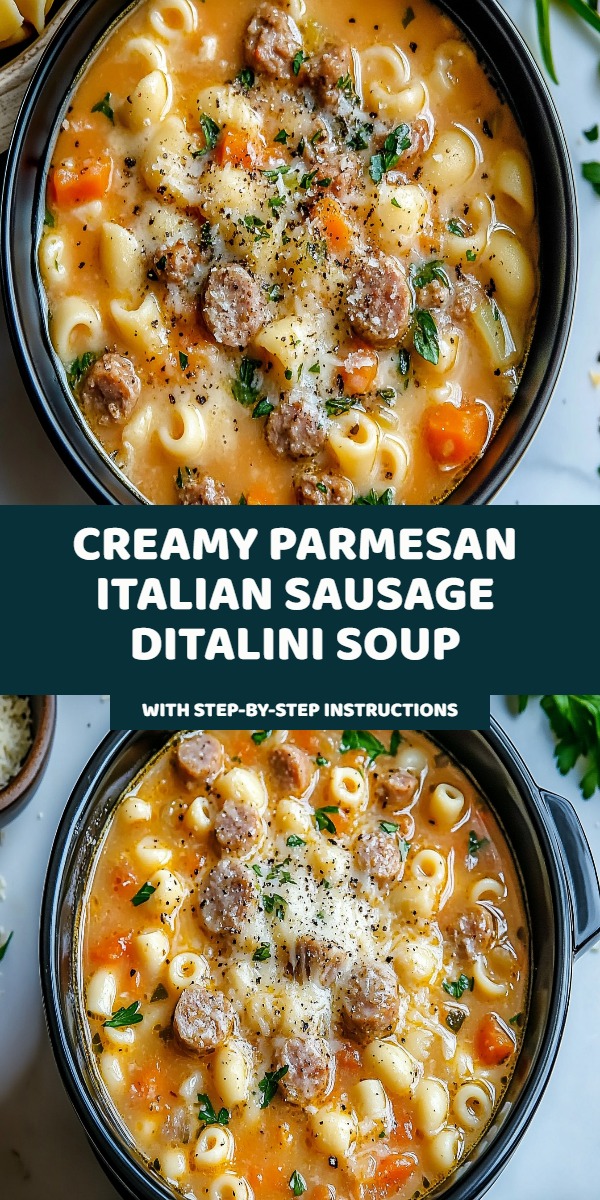 CREAMY PARMESAN
ITALIAN SAUSAGE
DITALINI SOUP
WITH STEP-BY-STEP INSTRUCTIONS